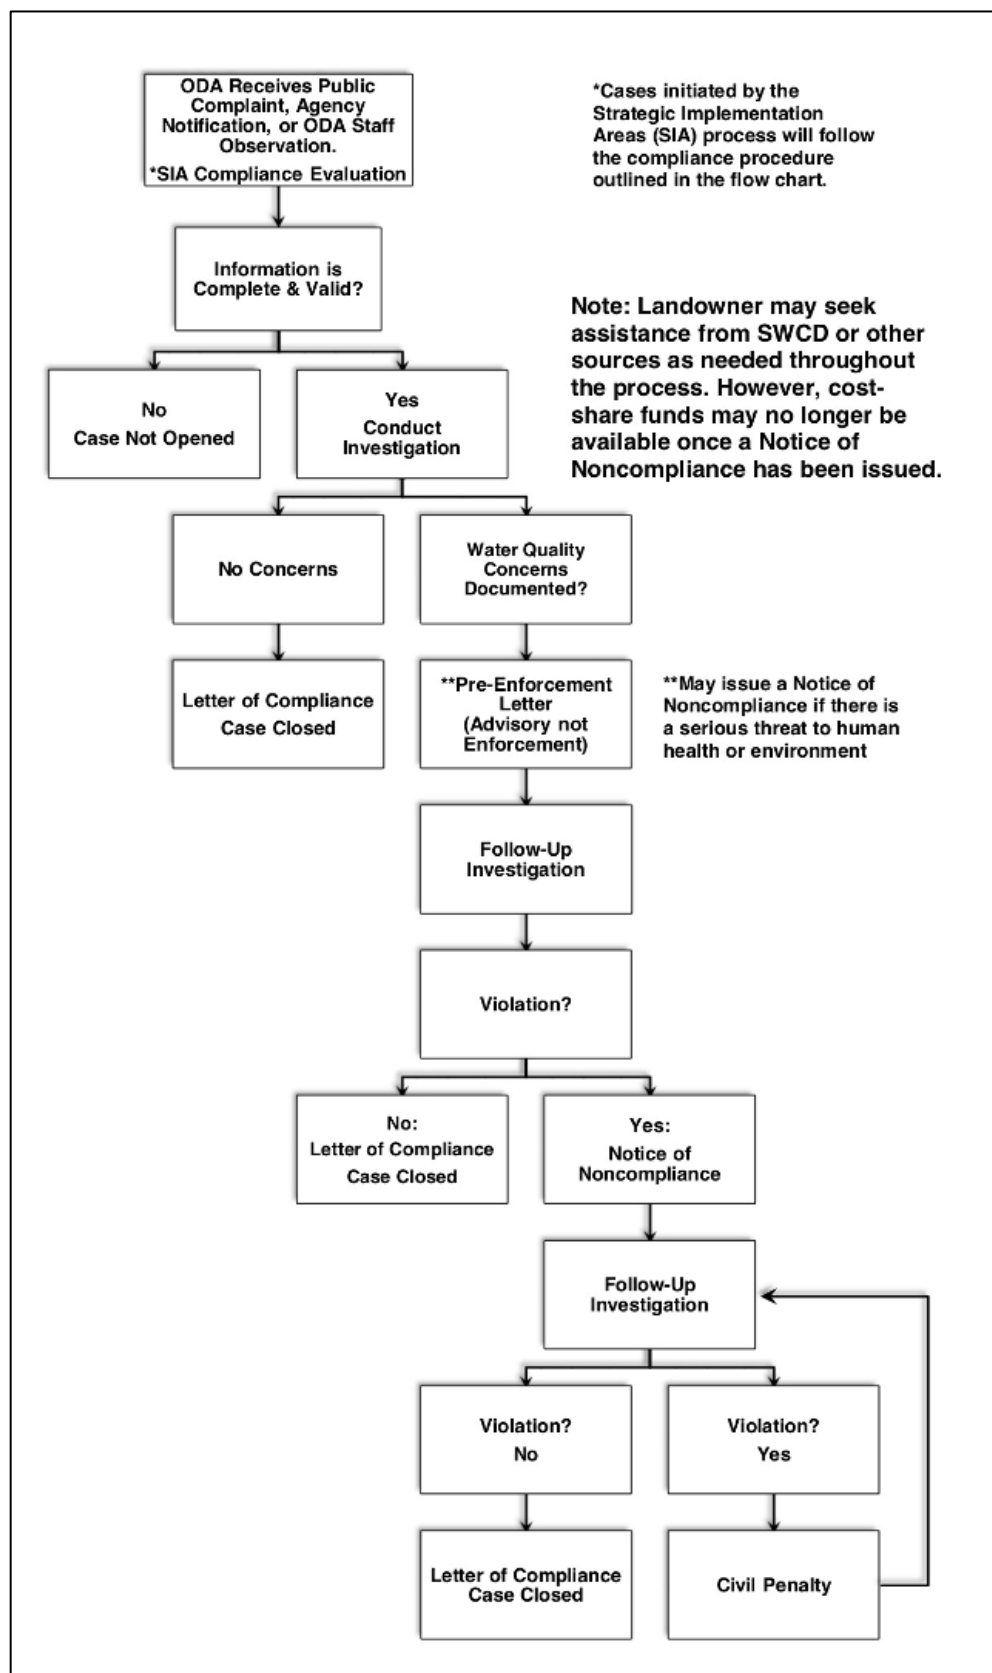 ODA Receives Public
Complaint, Agency
Notification, or ODA Staff
Observation.
*SIA Compliance Evaluation
*Cases initiated by the
Strategic Implementation
Areas (SIA) process will follow
the compliance procedure
outlined in the flow chart.
Information is
Complete & Valid?
Note: Landowner may seek
assistance from SWCD or other
sources as needed throughout
the process. However, cost-
share funds may no longer be
available once a Notice of
Noncompliance has been issued.
No
Case Not Opened
Yes
Conduct
Investigation
No Concerns
Water Quality
Concerns
Documented?
Letter of Compliance
Case Closed
**Pre-Enforcement
Letter
(Advisory not
Enforcement)
**May issue a Notice of
Noncompliance if there is
a serious threat to human
health or environment
Follow-Up
Investigation
Violation?
No:
Letter of Compliance
Case Closed
Yes:
Notice of
Noncompliance
Follow-Up
Investigation
Violation?
No
Violation?
Yes
Letter of Compliance
Case Closed
Civil Penalty